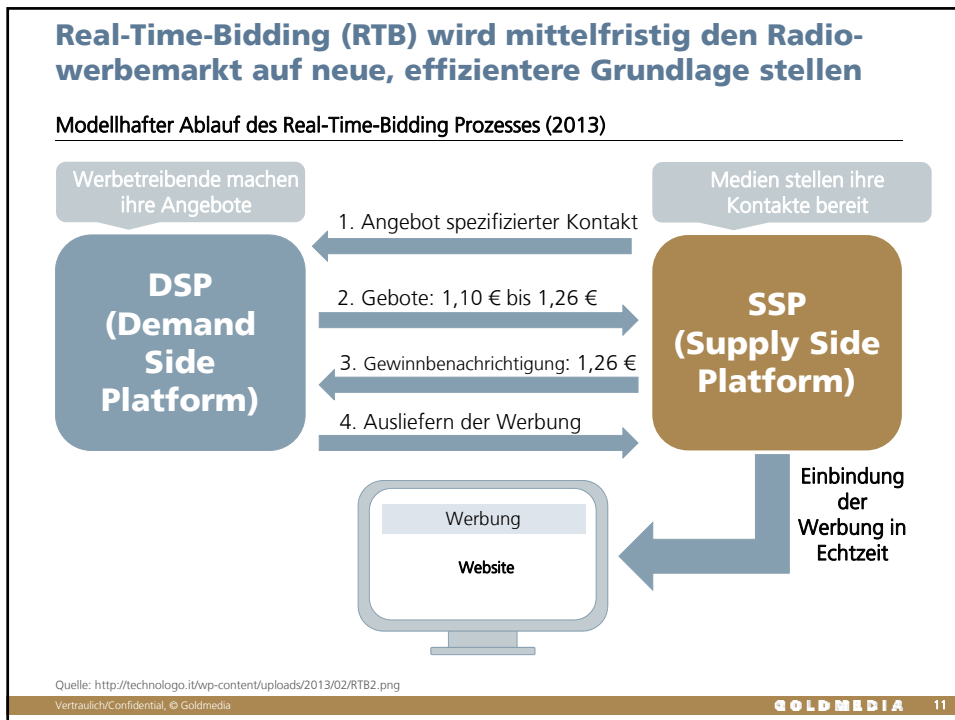 Real-Time-Bidding (RTB) wird mittelfristig den Radio-
werbemarkt auf neue, effizientere Grundlage stellen
Modellhafter Ablauf des Real-Time-Bidding Prozesses (2013)
Werbetreibende machen
ihre Angebote
Medien stellen ihre
Kontakte bereit
1. Angebot spezifizierter Kontakt
DSP
(Demand
Side
Platform)
2. Gebote: 1,10 € bis 1,26 €
3. Gewinnbenachrichtigung: 1,26 €
4. Ausliefern der Werbung
SSP
(Supply Side
Platform)
Einbindung
der
Werbung in
Echtzeit
Werbung
Website
Quelle: http://technologo.it/wp-content/uploads/2013/02/RTB2.png
Vertraulich/Confidential, © Goldmedia
GOLDMEDIA 11